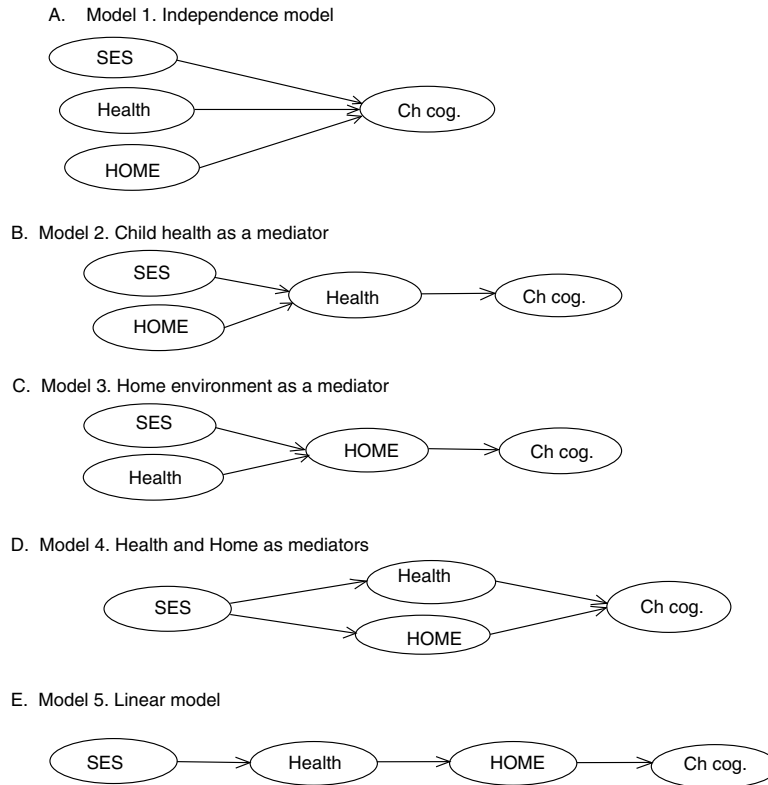 A. Model 1. Independence model
SES
Health
Ch cog.
HOME
B. Model 2. Child health as a mediator
SES
Health
Ch cog.
HOME
C. Model 3. Home environment as a mediator
SES
HOME
Ch cog.
Health
D. Model 4. Health and Home as mediators
Health
SES
Ch cog.
HOME
E. Model 5. Linear model
SES
Health
HOME
Ch cog.